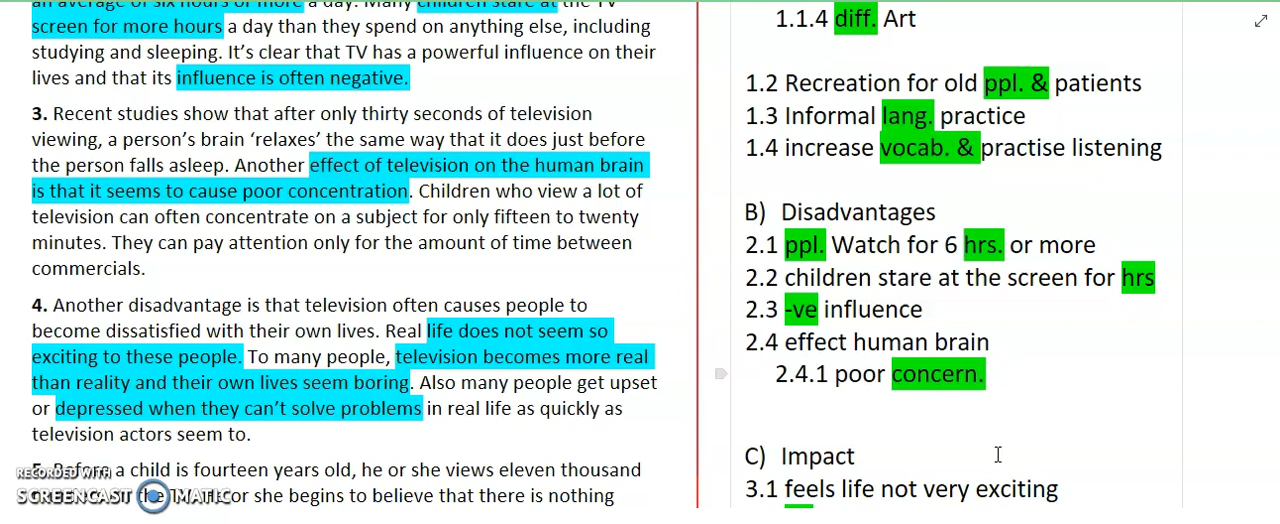 an average of six hours or more a day. Many children stare at the TV
screen for more hours a day than they spend on anything else, including
studying and sleeping. It’s clear that TV has a powerful influence on their
lives and that its influence is often negative.
3. Recent studies show that after only thirty seconds of television
viewing, a person’s brain ‘relaxes’ the same way that it does just before
the person falls asleep. Another effect of television on the human brain
is that it seems to cause poor concentration. Children who view a lot of
television can often concentrate on a subject for only fifteen to twenty
minutes. They can pay attention only for the amount of time between
commercials.
4. Another disadvantage is that television often causes people to
become dissatisfied with their own lives. Real life does not seem so
exciting to these people. To many people, television becomes more real
than reality and their own lives seem boring. Also many people get upset
or depressed when they can’t solve problems in real life as quickly as
television actors seem to.
5. Before a child is fourteen years old, he or she views eleven thousand
or she begins to believe that there is nothing
RECORDED WITH
SCREENCAST MATIC
1.1.4 diff. Art
1.2 Recreation for old ppl. & patients
1.3 Informal lang. practice
1.4 increase vocab. & practise listening
B) Disadvantages
2.1 ppl. Watch for 6 hrs. or more
2.2 children stare at the screen for hrs
2.3 -ve influence
2.4 effect human brain
2.4.1 poor concern.
C) Impact
3.1 feels life not very exciting